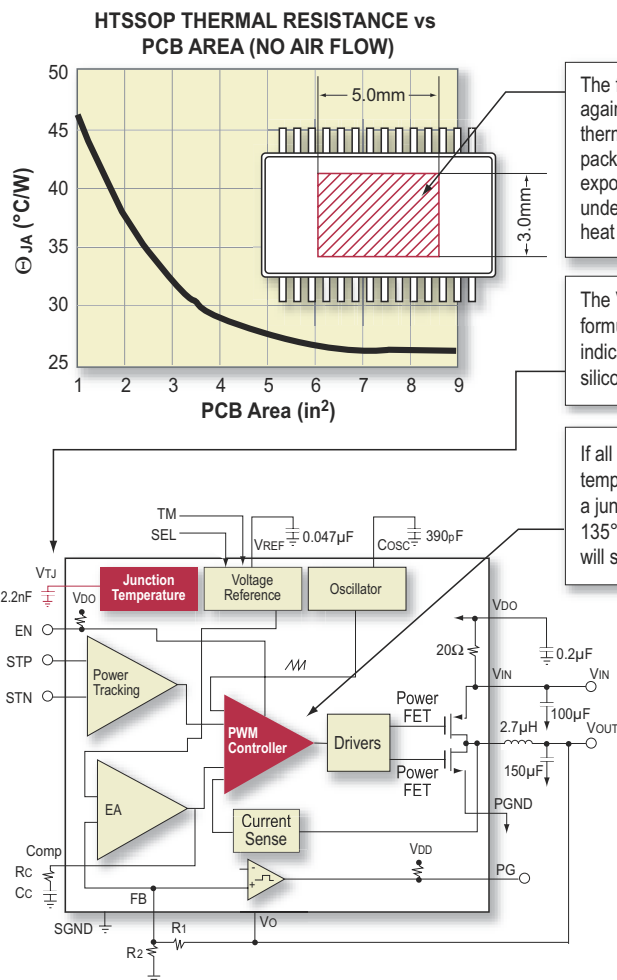 HTSSOP THERMAL RESISTANCE vs
PCB AREA (NO AIR FLOW)
50
45
40
35
30
25
Θ JA (°C/W)
1 2 3 4 5 6 7 8 9
PCB Area (in²)
5.0mm
3.0mm
The
again
therm
pack
expo
unde
heat
The
formu
indic
silico
If all
temp
a jun
135°
will s
TM
SEL
VREF
0.047µF
COSC
390pF
VTJ
2.2nF
Junction
Temperature
Voltage
Reference
Oscillator
VDO
EN
STP
STN
Power
Tracking
PWM
Controller
Drivers
Power
FET
Power
FET
VDO
20Ω
0.2µF
VIN
VIN
100µF
2.7µH
VOUT
150µF
PGND
EA
Current
Sense
Comp
RC
CC
FB
-
+
VDD
PG
SGND
VO
R1
R2